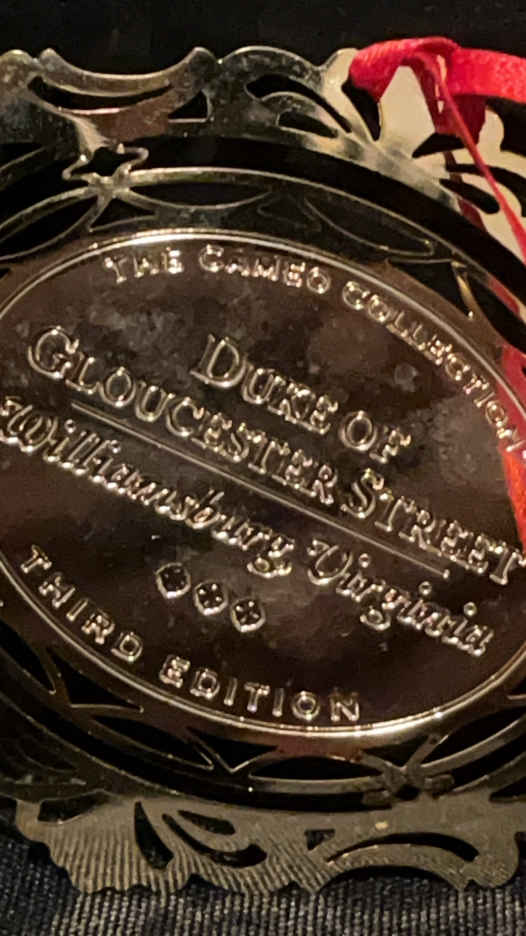 THE CAMEO COLLECTION
DUKE OF
GLOUCESTER STREET
Williamsburg Virginia
THIRD EDITION